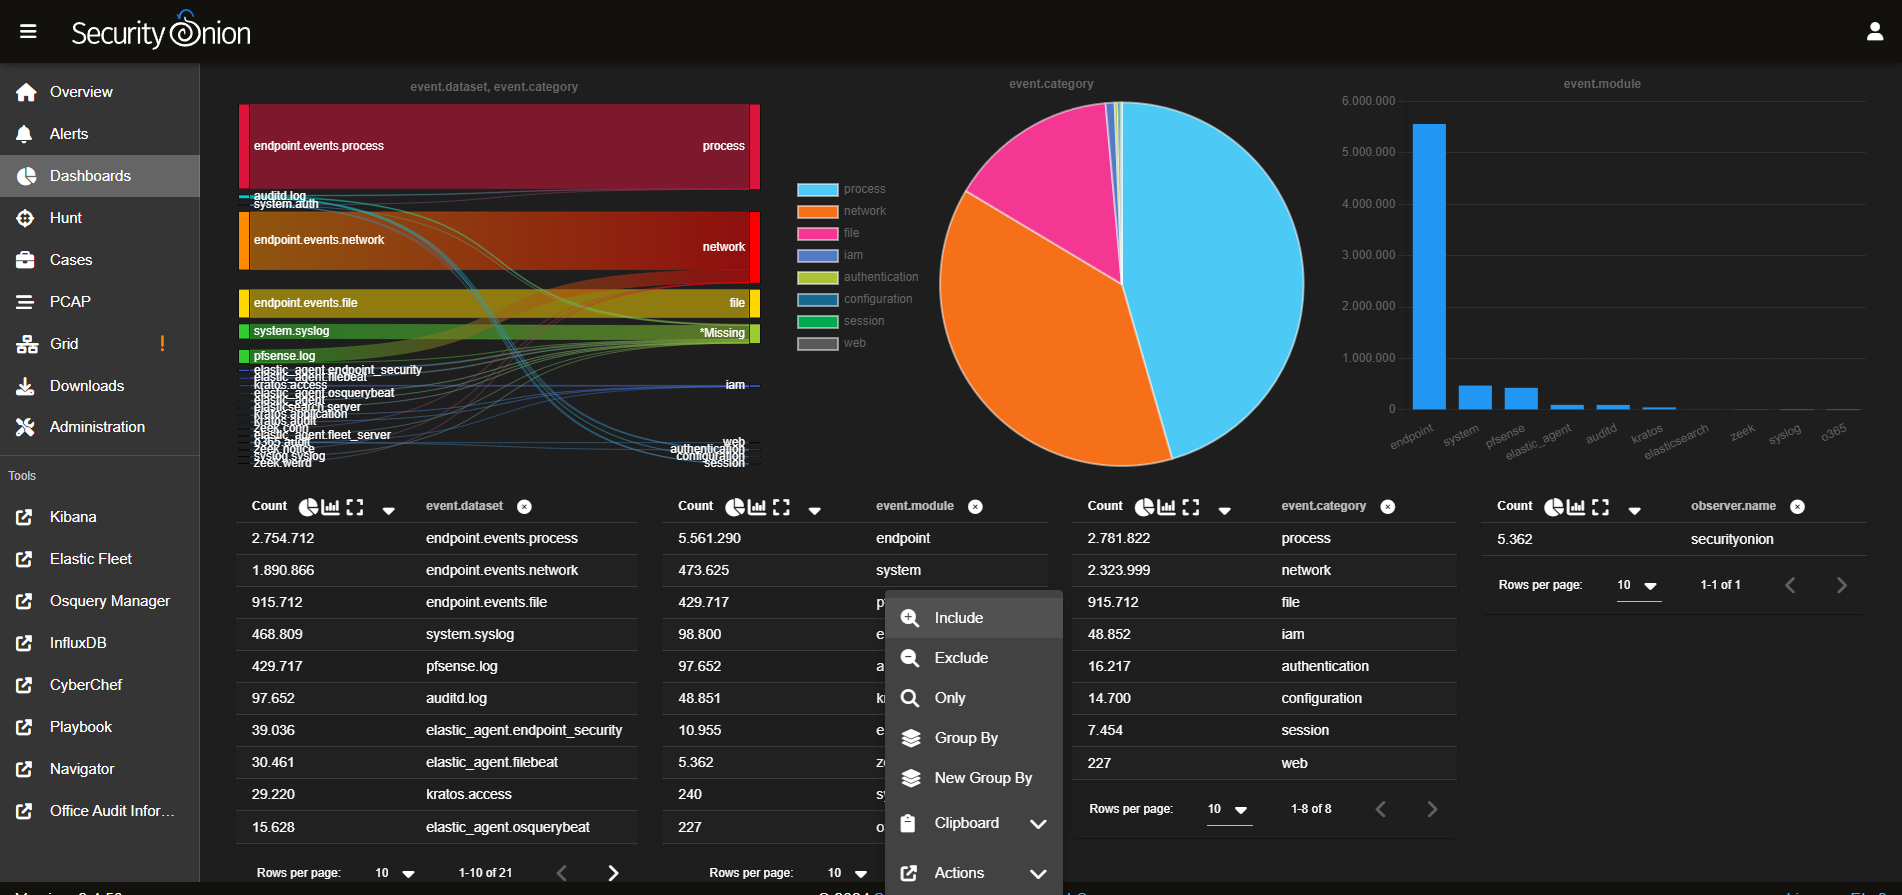 Security Onion
Overview
Alerts
Dashboards
Hunt
Cases
PCAP
Grid !
Downloads
Administration
Tools
Kibana
Elastic Fleet
Osquery Manager
InfluxDB
CyberChef
Playbook
Navigator
Office Audit Infor...
event.dataset, event.category
endpoint.events.process
auditd.log
system.auth
endpoint.events.network
endpoint.events.file
system.syslog
pfsense.log
elastic_agent.endpoint_security
elastic_agent.filebeat
kratos.access
elastic_agent.osquerybeat
elastic_agent
elasticsearch.server
kratos.application
kratos.audit
zeek.conn
elastic_agent.fleet_server
o365.audit
zeek.notice
syslog.syslog
zeek.weird
process
network
file
*Missing
iam
web
authentication
configuration
session
event.category
process
network
file
iam
authentication
configuration
session
web
event.module
6.000.000
5.000.000
4.000.000
3.000.000
2.000.000
1.000.000
0
endpoint
system
pfsense
elastic_agent
auditd
kratos
elasticsearch
zeek
syslog
o365
Count event.dataset
2.754.712 endpoint.events.process
1.890.866 endpoint.events.network
915.712 endpoint.events.file
468.809 system.syslog
429.717 pfsense.log
97.652 auditd.log
39.036 elastic_agent.endpoint_security
30.461 elastic_agent.filebeat
29.220 kratos.access
15.628 elastic_agent.osquerybeat
Rows per page: 10 1-10 of 21
Count event.module
5.561.290 endpoint
473.625 system
429.717
98.800
97.652
48.851
10.955
5.362
240
227
Rows per page: 10
Include
Exclude
Only
Group By
New Group By
Clipboard
Actions
Count event.category
2.781.822 process
2.323.999 network
915.712 file
48.852 iam
16.217 authentication
14.700 configuration
7.454 session
227 web
Rows per page: 10 1-8 of 8
Count observer.name
5.362 securityonion
Rows per page: 10 1-1 of 1